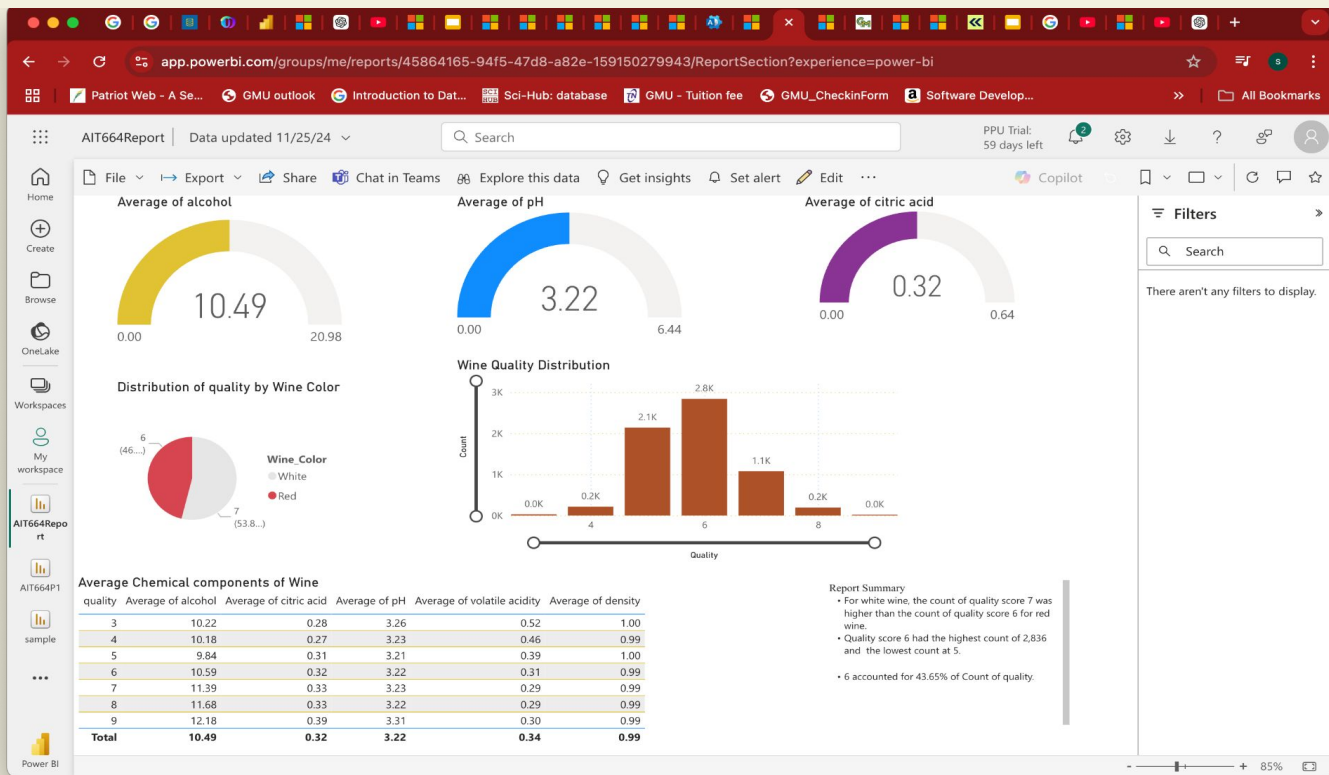 app.powerbi.com/groups/me/reports/45864165-94f5-47d8-a82e-159150279943/ReportSection?experience=power-bi
S
Patriot Web - A Se...
GMU outlook
Introduction to Dat...
Sci-Hub: database
GMU - Tuition fee
GMU_CheckinForm
Software Develop...
»
All Bookmarks
AIT664Report
Data updated 11/25/24
Search
PPU Trial:
59 days left
2
File
Export
Share
Chat in Teams
Explore this data
Get insights
Set alert
Edit
...
Copilot
Home
Create
Browse
OneLake
Workspaces
My
workspace
AIT664Repo
rt
AIT664P1
sample
...
Power BI
Average of alcohol
10.49
0.00
20.98
Average of pH
3.22
0.00
6.44
Average of citric acid
0.32
0.00
0.64
Filters
»
Search
There aren't any filters to display.
Distribution of quality by Wine Color
6
(46....)
7
(53.8...)
Wine_Color
White
Red
Wine Quality Distribution
Count
3K
2K
1K
0K
0.0K
0.2K
2.1K
2.8K
1.1K
0.2K
0.0K
4
6
8
Quality
Average Chemical components of Wine
quality Average of alcohol Average of citric acid Average of pH Average of volatile acidity Average of density
3 10.22 0.28 3.26 0.52 1.00
4 10.18 0.27 3.23 0.46 0.99
5 9.84 0.31 3.21 0.39 1.00
6 10.59 0.32 3.22 0.31 0.99
7 11.39 0.33 3.23 0.29 0.99
8 11.68 0.33 3.22 0.29 0.99
9 12.18 0.39 3.31 0.30 0.99
Total 10.49 0.32 3.22 0.34 0.99
Report Summary
• For white wine, the count of quality score 7 was
higher than the count of quality score 6 for red
wine.
• Quality score 6 had the highest count of 2,836
and the lowest count at 5.
• 6 accounted for 43.65% of Count of quality.
- + 85%